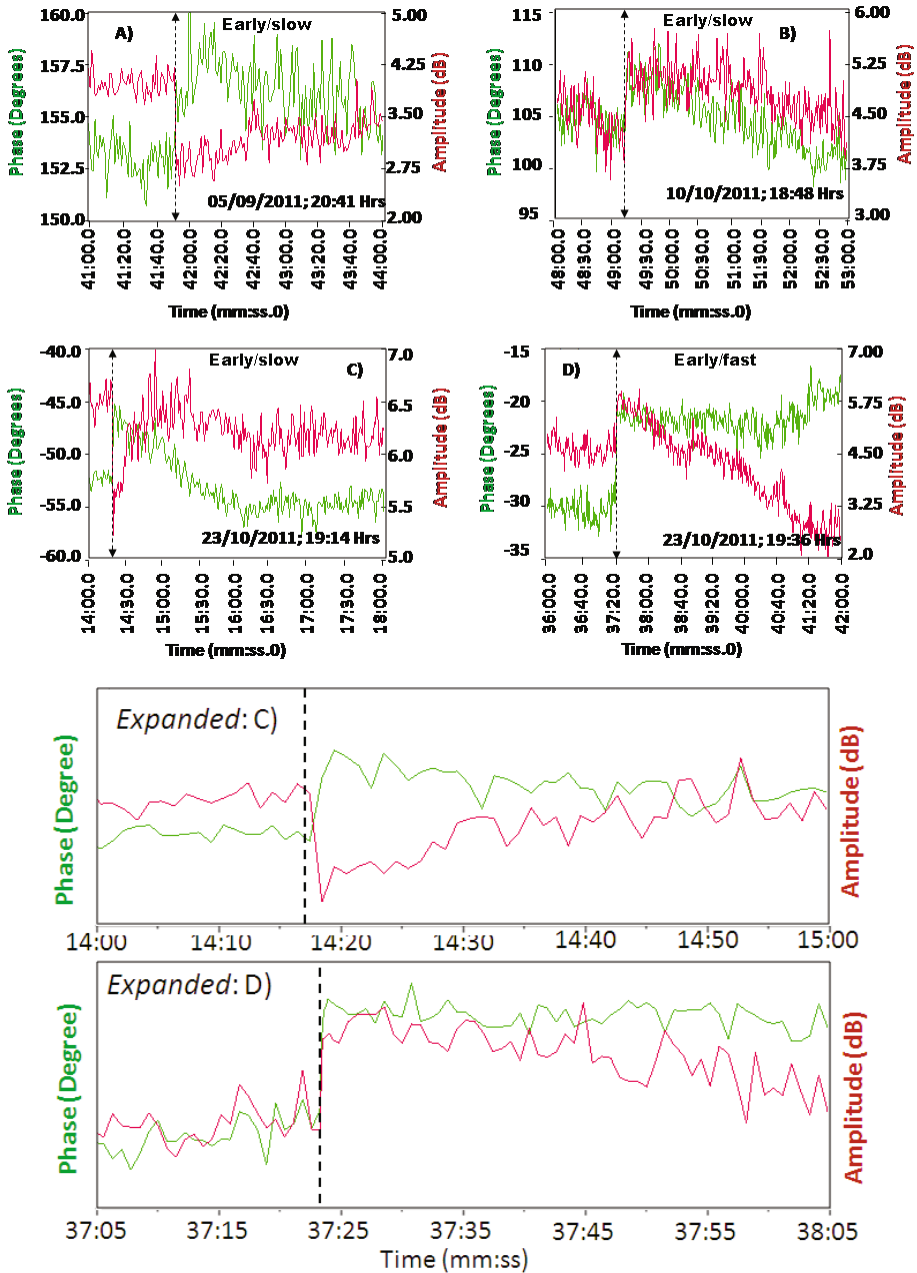 A)
Early/slow
Phase (Degrees)
160.0
157.5
155.0
152.5
150.0
Amplitude (dB)
5.00
4.25
3.50
2.75
2.00
05/09/2011; 20:41 Hrs
41:00.0
41:20.0
41:40.0
42:00.0
42:20.0
42:40.0
43:00.0
43:20.0
43:40.0
44:00.0
Time (mm:ss.0)
Early/slow
B)
Phase (Degrees)
115
110
105
100
95
Amplitude (dB)
6.00
5.25
4.50
3.75
3.00
10/10/2011; 18:48 Hrs
48:00.0
48:30.0
49:00.0
49:30.0
50:00.0
50:30.0
51:00.0
51:30.0
52:00.0
52:30.0
53:00.0
Time (mm:ss.0)
Early/slow
C)
Phase (Degrees)
-40.0
-45.0
-50.0
-55.0
-60.0
Amplitude (dB)
7.0
6.5
6.0
5.5
5.0
23/10/2011; 19:14 Hrs
14:00.0
14:30.0
15:00.0
15:30.0
16:00.0
16:30.0
17:00.0
17:30.0
18:00.0
Time (mm:ss.0)
D)
Early/fast
Phase (Degrees)
-15
-20
-25
-30
-35
Amplitude (dB)
7.00
5.75
4.50
3.25
2.0
23/10/2011; 19:36 Hrs
36:00.0
36:40.0
37:20.0
38:00.0
38:40.0
39:20.0
40:00.0
40:40.0
41:20.0
42:00.0
Time (mm:ss.0)
Expanded: C)
Phase (Degree)
Amplitude (dB)
14:00 14:10 14:20 14:30 14:40 14:50 15:00
Expanded: D)
Phase (Degree)
Amplitude (dB)
37:05 37:15 37:25 37:35 37:45 37:55 38:05
Time (mm:ss)